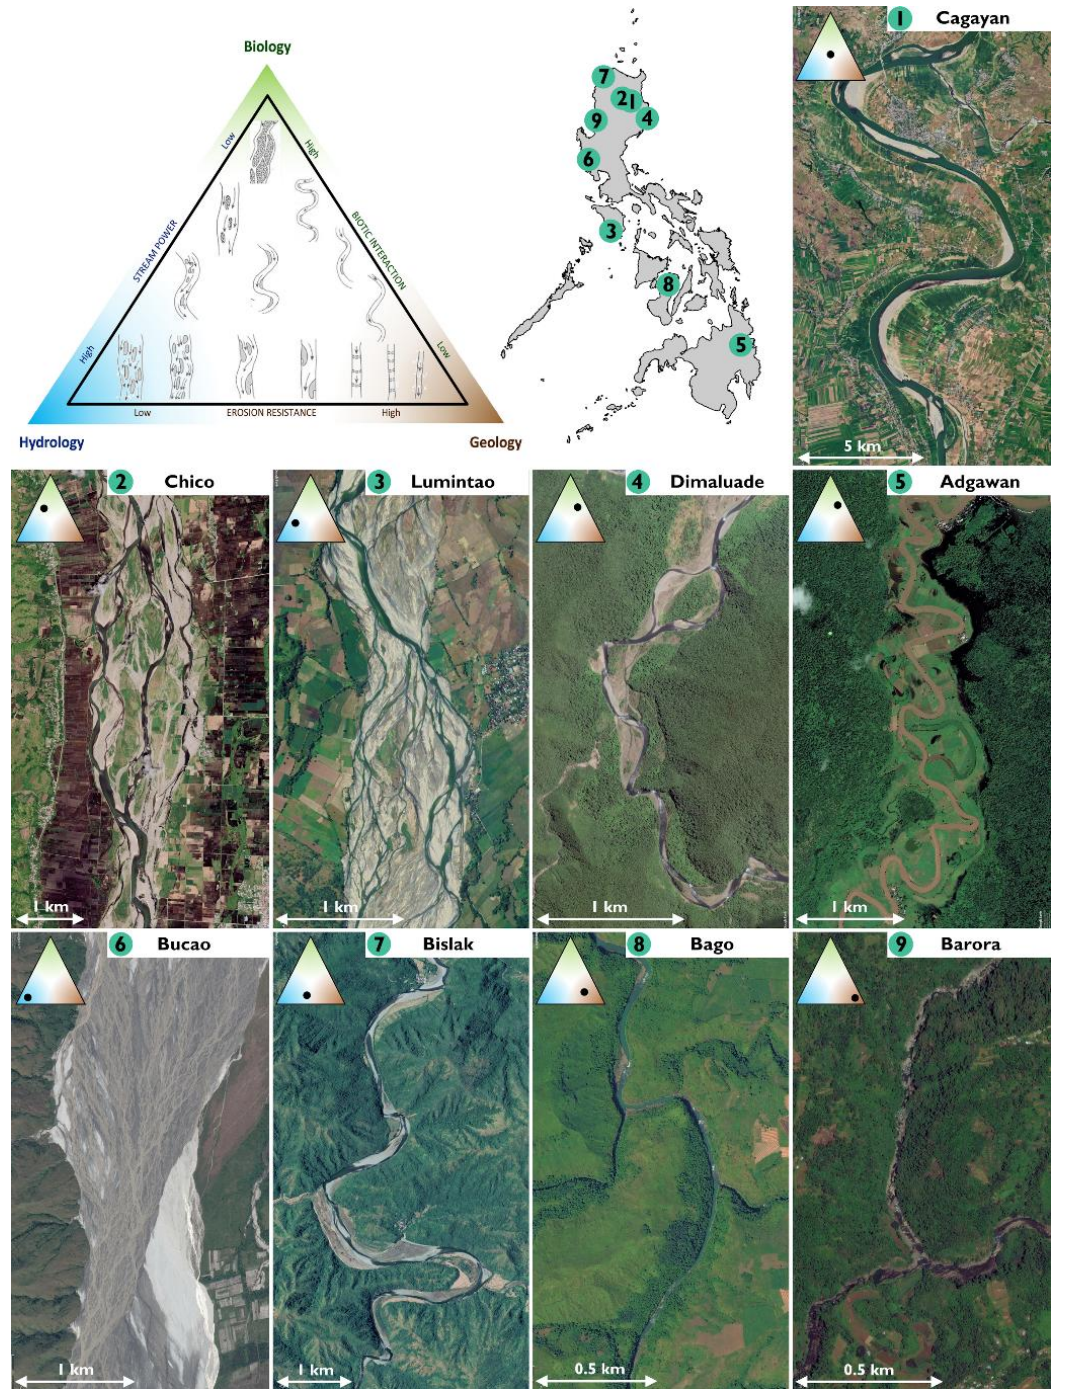 Biology
Low
High
STREAM POWER
BIOTIC INTERACTION
High
Low
Low EROSION RESISTANCE High
Hydrology
Geology
7
2 1
4
9
6
3
8
5
1 Cagayan
5 km
2 Chico
1 km
3 Lumintao
1 km
4 Dimaluade
1 km
5 Adgawan
1 km
6 Bucao
1 km
7 Bislak
1 km
8 Bago
0.5 km
9 Barora
0.5 km